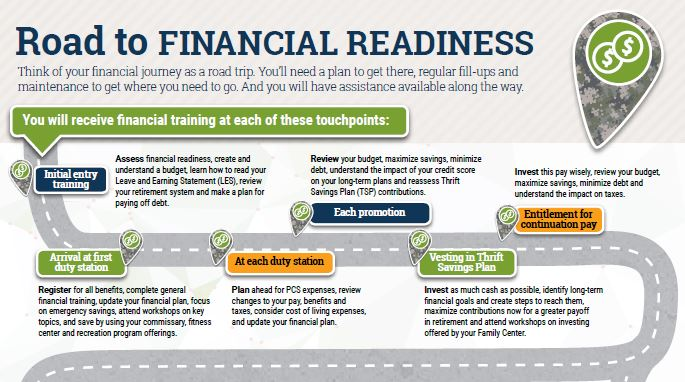 Road to FINANCIAL READINESS
Think of your financial journey as a road trip. You'll need a plan to get there, regular fill-ups and
maintenance to get where you need to go. And you will have assistance available along the way.
You will receive financial training at each of these touchpoints:
Initial entry
training
Assess financial readiness, create and
understand a budget, learn how to read your
Leave and Earning Statement (LES), review
your retirement system and make a plan for
paying off debt.
Arrival at first
duty station
Register for all benefits, complete general
financial training, update your financial plan, focus
on emergency savings, attend workshops on key
topics, and save by using your commissary, fitness
center and recreation program offerings.
At each duty station
Plan ahead for PCS expenses, review
changes to your pay, benefits and
taxes, consider cost of living expenses,
and update your financial plan.
Review your budget, maximize savings, minimize
debt, understand the impact of your credit score
on your long-term plans and reassess Thrift
Savings Plan (TSP) contributions.
Each promotion
Vesting in Thrift
Savings Plan
Invest as much cash as possible, identify long-term
financial goals and create steps to reach them,
maximize contributions now for a greater payoff
in retirement and attend workshops on investing
offered by your Family Center.
Invest this pay wisely, review your budget,
maximize savings, minimize debt and
understand the impact on taxes.
Entitlement for
continuation pay